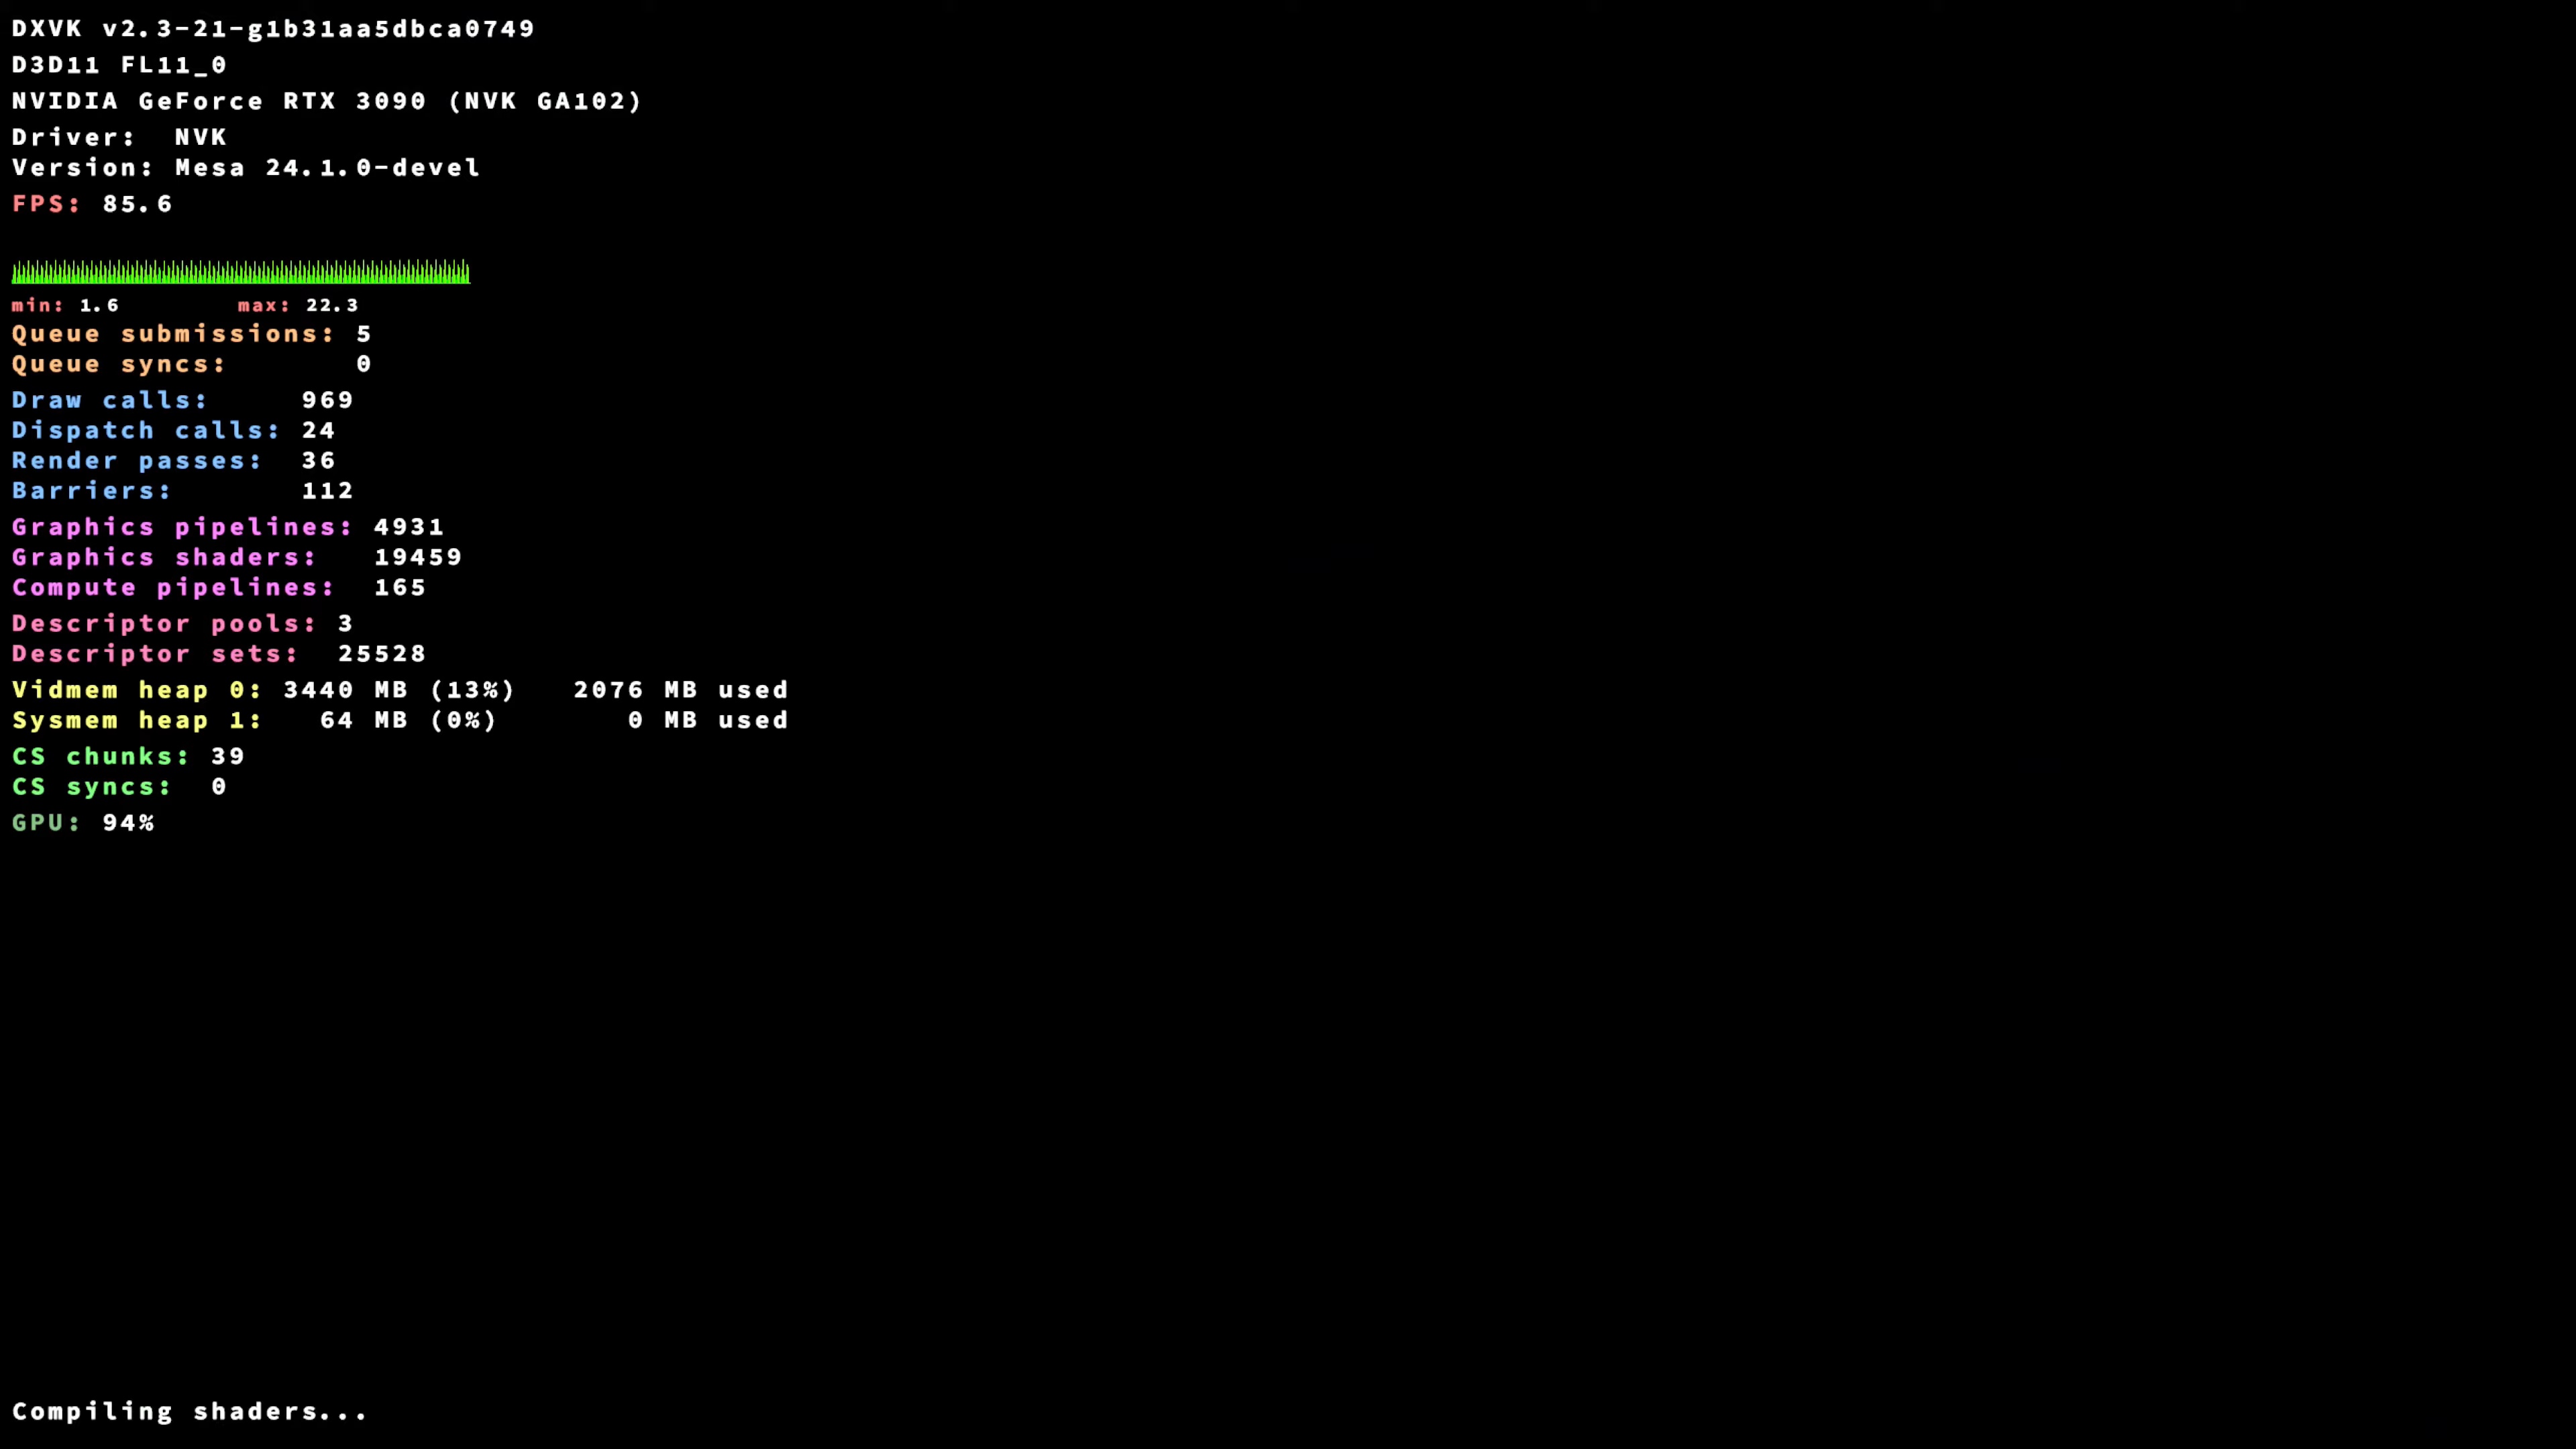 DXVK v2.3-21-g1b31aa5dbca0749
D3D11 FL11_0
NVIDIA GeForce RTX 3090 (NVK GA102)
Driver: NVK
Version: Mesa 24.1.0-devel
FPS: 85.6
min: 1.6 max: 22.3
Queue submissions: 5
Queue syncs: 0
Draw calls: 969
Dispatch calls: 24
Render passes: 36
Barriers: 112
Graphics pipelines: 4931
Graphics shaders: 19459
Compute pipelines: 165
Descriptor pools: 3
Descriptor sets: 25528
Vidmem heap 0: 3440 MB (13%) 2076 MB used
Sysmem heap 1: 64 MB (0%) 0 MB used
CS chunks: 39
CS syncs: 0
GPU: 94%
Compiling shaders...